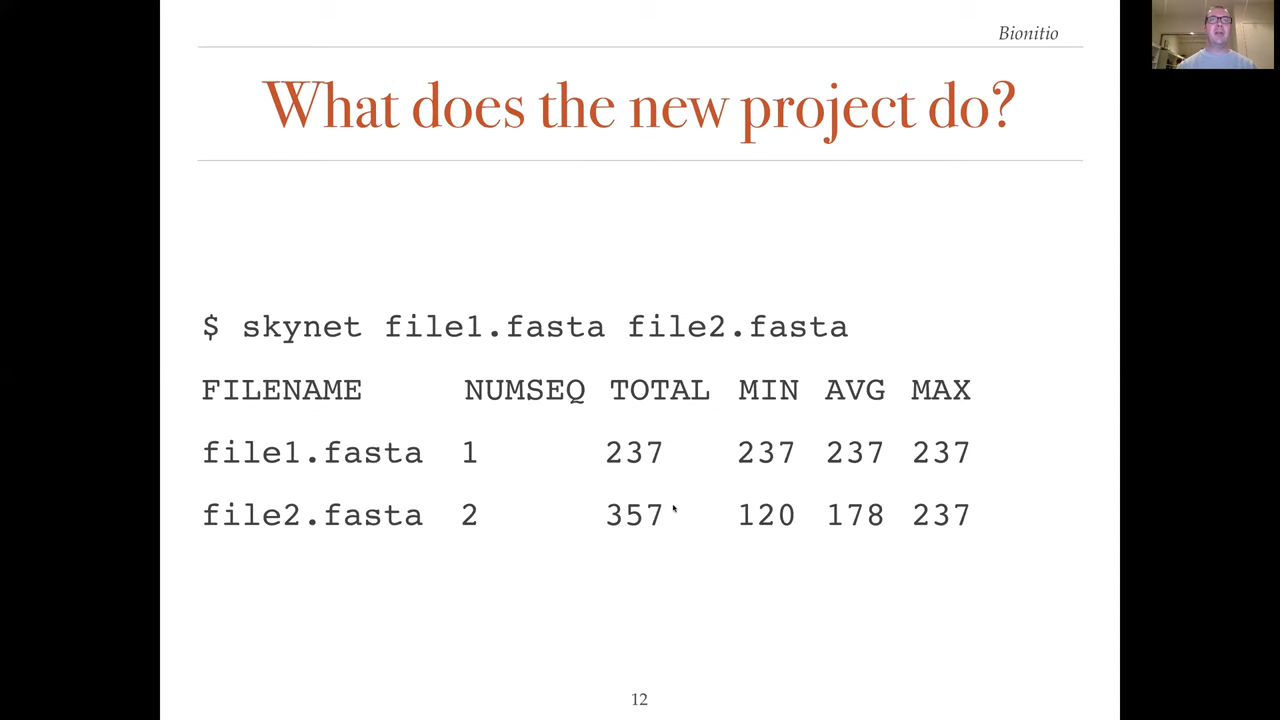 Bionitio
What does the new project do?
$ skynet file1.fasta file2.fasta
FILENAME NUMSEQ TOTAL MIN AVG MAX
file1.fasta 1 237 237 237 237
file2.fasta 2 357 120 178 237
12